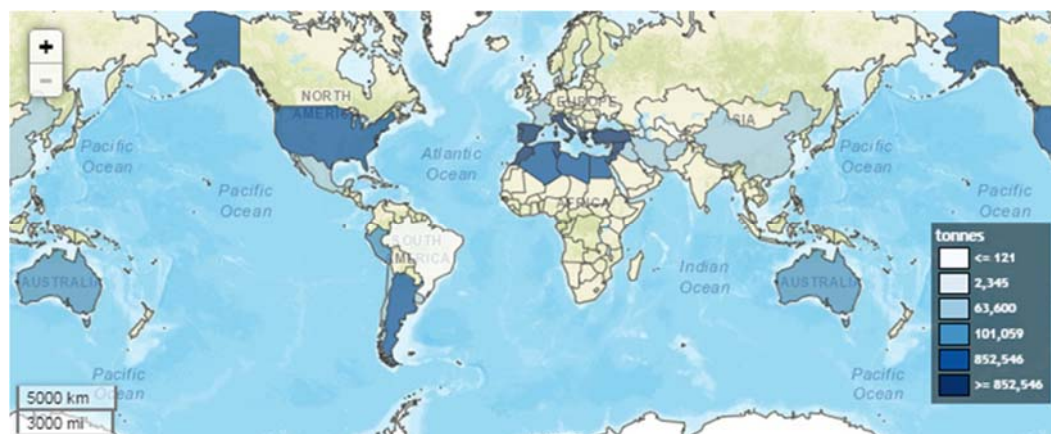 +
−
NORTH
AMERICA
EUROPE
ASIA
Pacific
Ocean
Pacific
Ocean
Atlantic
Ocean
Pacific
Ocean
Pacific
Ocean
AFRICA
SOUTH
AMERICA
AUSTRALIA
Indian
Ocean
AUSTRALIA
Pacific
Ocean
Pacific
Ocean
tonnes
<= 121
2,345
63,600
101,059
852,546
>= 852,546
5000 km
3000 mi